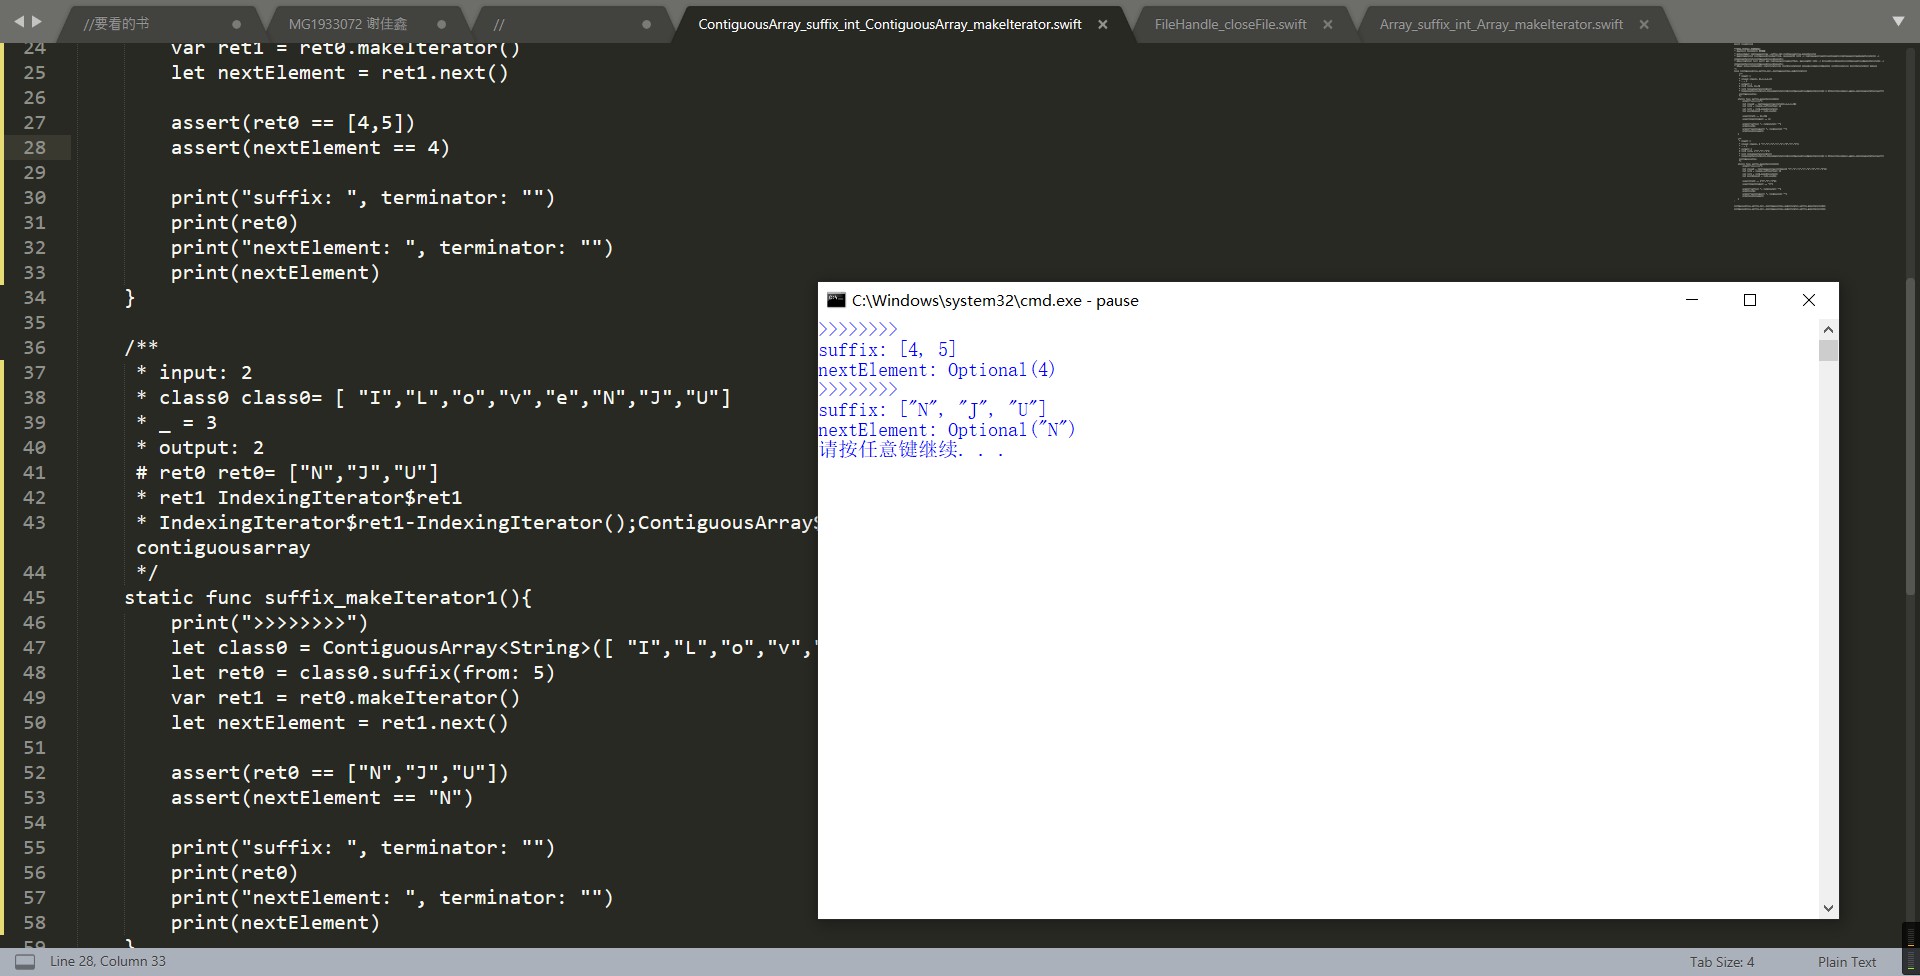 //要看的书
MG1933072 谢佳鑫
//
ContiguousArray_suffix_int_ContiguousArray_makeIterator.swift
FileHandle_closeFile.swift
Array_suffix_int_Array_makeIterator.swift
24 var ret1 = ret0.makeIterator()
25 let nextElement = ret1.next()
26
27 assert(ret0 == [4,5])
28 assert(nextElement == 4)
29
30 print("suffix: ", terminator: "")
31 print(ret0)
32 print("nextElement: ", terminator: "")
33 print(nextElement)
34 }
35
36 /**
37 * input: 2
38 * class0 class0= [ "I","L","o","v","e","N","J","U"]
39 * _ = 3
40 * output: 2
41 # ret0 ret0= ["N","J","U"]
42 * ret1 IndexingIterator$ret1
43 * IndexingIterator$ret1-IndexingIterator();ContiguousArray$
contiguousarray
44 */
45 static func suffix_makeIterator1(){
46 print(">>>>>>>>")
47 let class0 = ContiguousArray<String>([ "I","L","o","v","
48 let ret0 = class0.suffix(from: 5)
49 var ret1 = ret0.makeIterator()
50 let nextElement = ret1.next()
51
52 assert(ret0 == ["N","J","U"])
53 assert(nextElement == "N")
54
55 print("suffix: ", terminator: "")
56 print(ret0)
57 print("nextElement: ", terminator: "")
58 print(nextElement)
59 }
C:\Windows\system32\cmd.exe - pause
>>>>>>>>
suffix: [4, 5]
nextElement: Optional(4)
>>>>>>>>
suffix: ["N", "J", "U"]
nextElement: Optional("N")
请按任意键继续. . .
Line 28, Column 33
Tab Size: 4
Plain Text